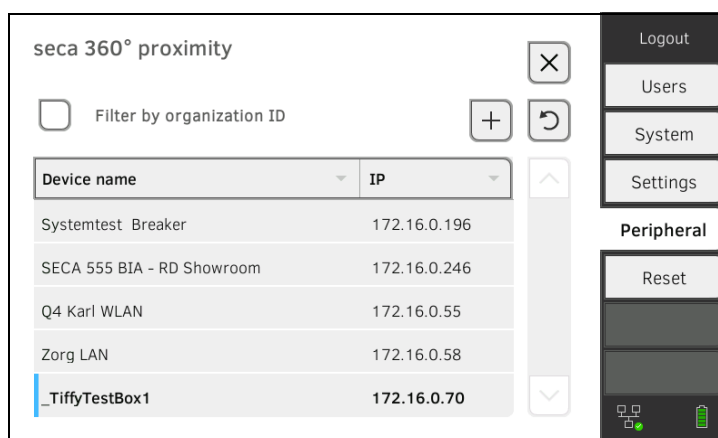 seca 360° proximity
Filter by organization ID
Device name IP
Systemtest Breaker 172.16.0.196
SECA 555 BIA - RD Showroom 172.16.0.246
Q4 Karl WLAN 172.16.0.55
Zorg LAN 172.16.0.58
_TiffyTestBox1 172.16.0.70
Logout
Users
System
Settings
Peripheral
Reset